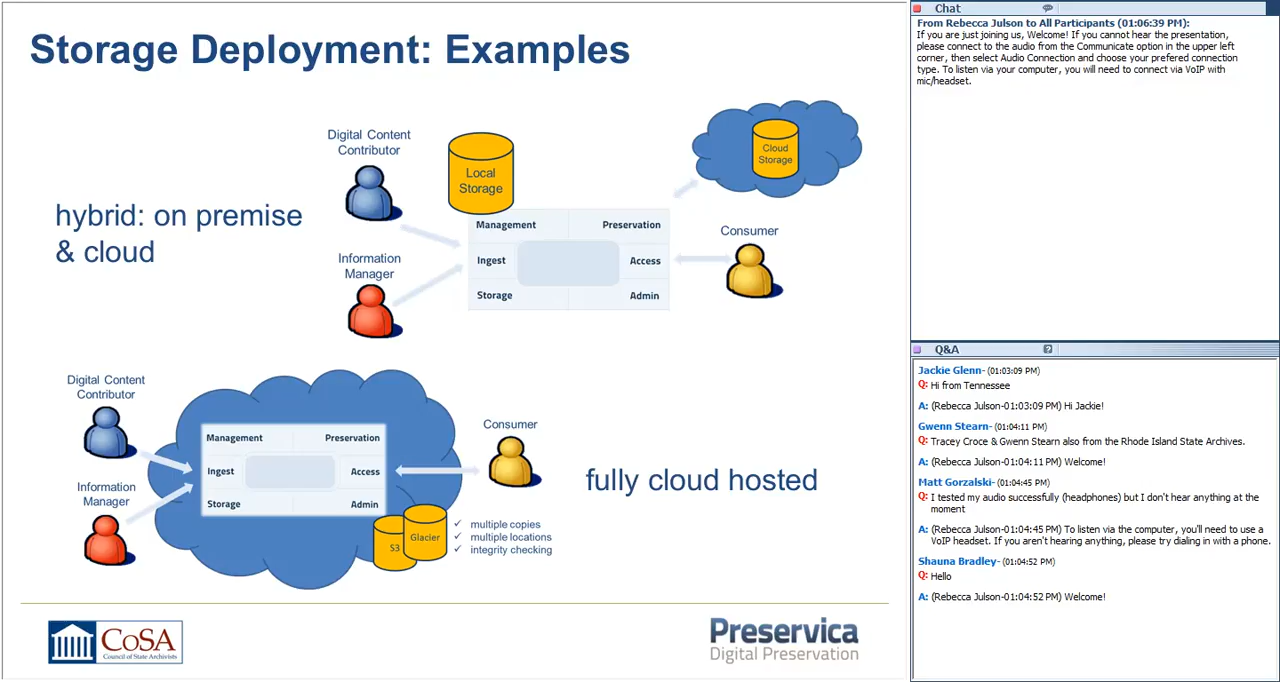 Storage Deployment: Examples
Digital Content
Contributor
Local
Storage
Cloud
Storage
hybrid: on premise
& cloud
Management
Preservation
Consumer
Ingest
Access
Information
Manager
Storage
Admin
Digital Content
Contributor
Management
Preservation
Consumer
Ingest
Access
fully cloud hosted
Information
Manager
Storage
Admin
S3
Glacier
✓ multiple copies
✓ multiple locations
✓ integrity checking
CoSA
Council of State Archivists
Preservica
Digital Preservation
Chat
From Rebecca Julson to All Participants (01:06:39 PM):
If you are just joining us, Welcome! If you cannot hear the presentation,
please connect to the audio from the Communicate option in the upper left
corner, then select Audio Connection and choose your prefered connection
type. To listen via your computer, you will need to connect via VoIP with
mic/headset.
Q&A
?
Jackie Glenn- (01:03:09 PM)
Q: Hi from Tennessee
A: (Rebecca Julson-01:03:09 PM) Hi Jackie!
Gwenn Stearn- (01:04:11 PM)
Q: Tracey Croce & Gwenn Stearn also from the Rhode Island State Archives.
A: (Rebecca Julson-01:04:11 PM) Welcome!
Matt Gorzalski- (01:04:45 PM)
Q: I tested my audio successfully (headphones) but I don't hear anything at the
moment
A: (Rebecca Julson-01:04:45 PM) To listen via the computer, you'll need to use a
VoIP headset. If you aren't hearing anything, please try dialing in with a phone.
Shauna Bradley- (01:04:52 PM)
Q: Hello
A: (Rebecca Julson-01:04:52 PM) Welcome!